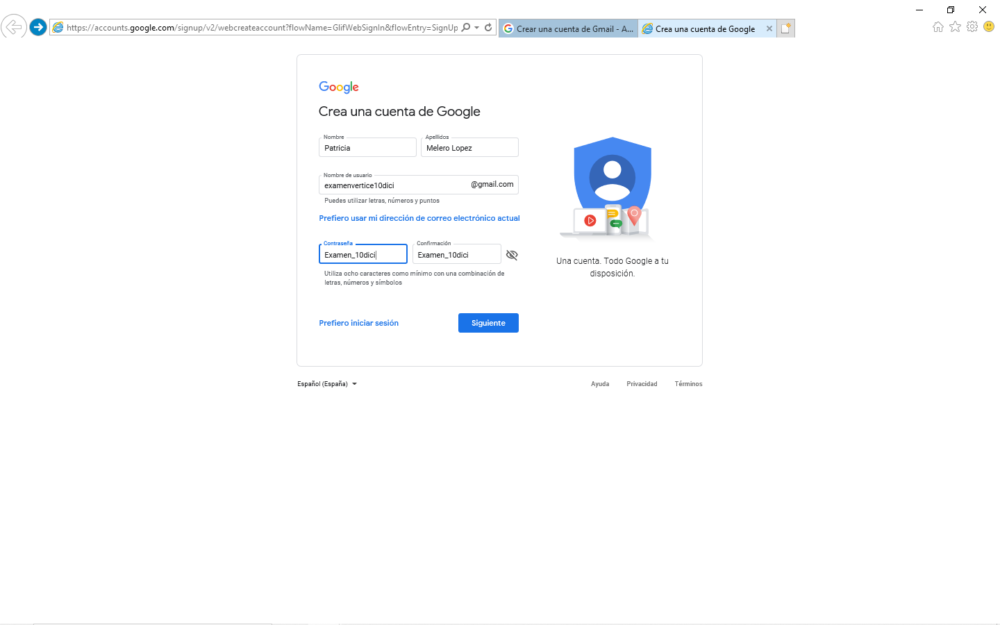 https://accounts.google.com/signup/v2/webcreateaccount?flowName=GlifWebSignIn&flowEntry=SignUp
Crear una cuenta de Gmail - A...
Crea una cuenta de Google
Google
Crea una cuenta de Google
Nombre
Apellidos
Patricia
Melero Lopez
Nombre de usuario
examenvertice10dici
@gmail.com
Puedes utilizar letras, números y puntos
Prefiero usar mi dirección de correo electrónico actual
Contraseña
Confirmación
Examen_10dici
Examen_10dici
Utiliza ocho caracteres como mínimo con una combinación de
letras, números y símbolos
Prefiero iniciar sesión
Siguiente
Una cuenta. Todo Google a tu
disposición.
Español (España)
Ayuda
Privacidad
Términos